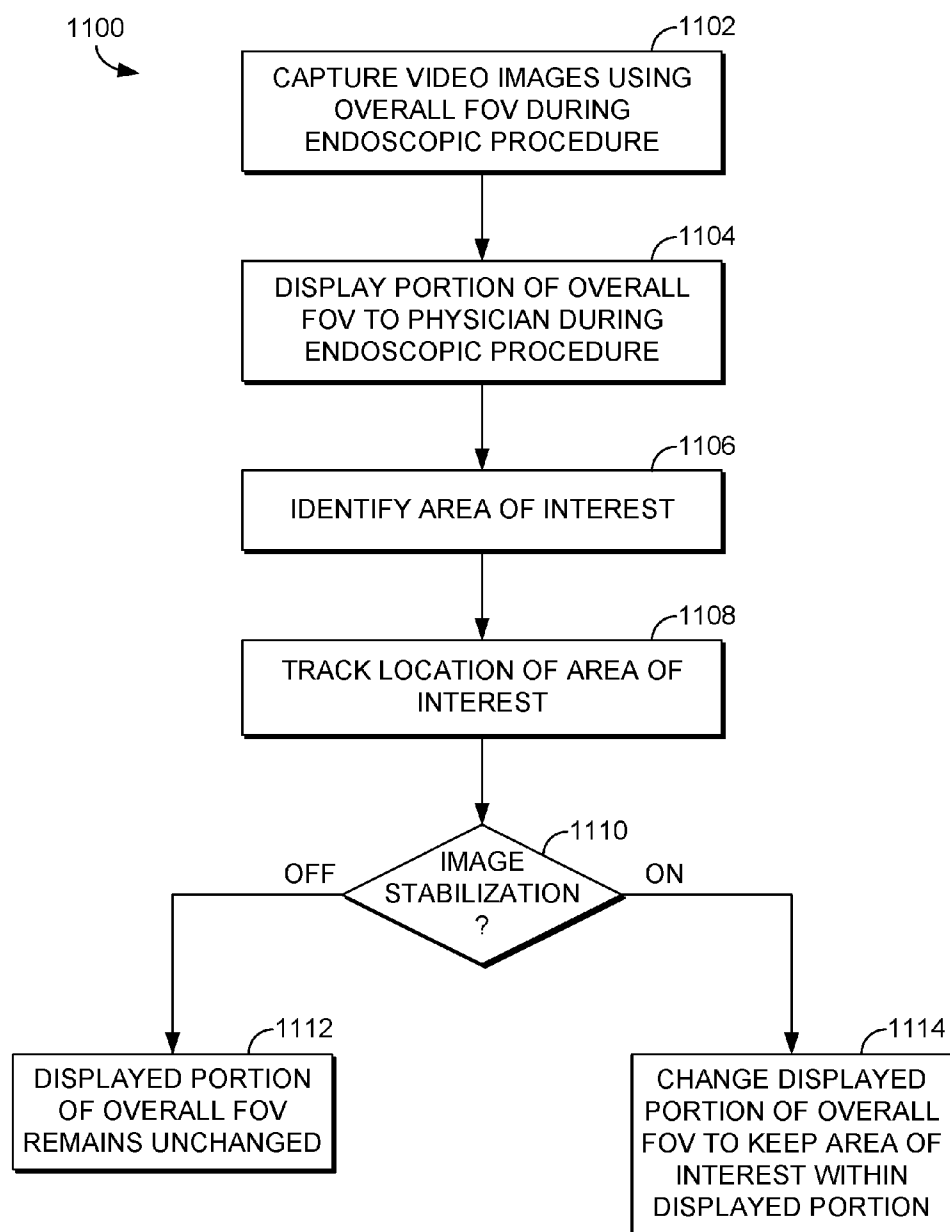 1100
1102
CAPTURE VIDEO IMAGES USING
OVERALL FOV DURING
ENDOSCOPIC PROCEDURE
1104
DISPLAY PORTION OF OVERALL
FOV TO PHYSICIAN DURING
ENDOSCOPIC PROCEDURE
1106
IDENTIFY AREA OF INTEREST
1108
TRACK LOCATION OF AREA OF
INTEREST
1110
IMAGE
STABILIZATION
?
OFF
ON
1112
DISPLAYED PORTION
OF OVERALL FOV
REMAINS UNCHANGED
1114
CHANGE DISPLAYED
PORTION OF OVERALL
FOV TO KEEP AREA OF
INTEREST WITHIN
DISPLAYED PORTION